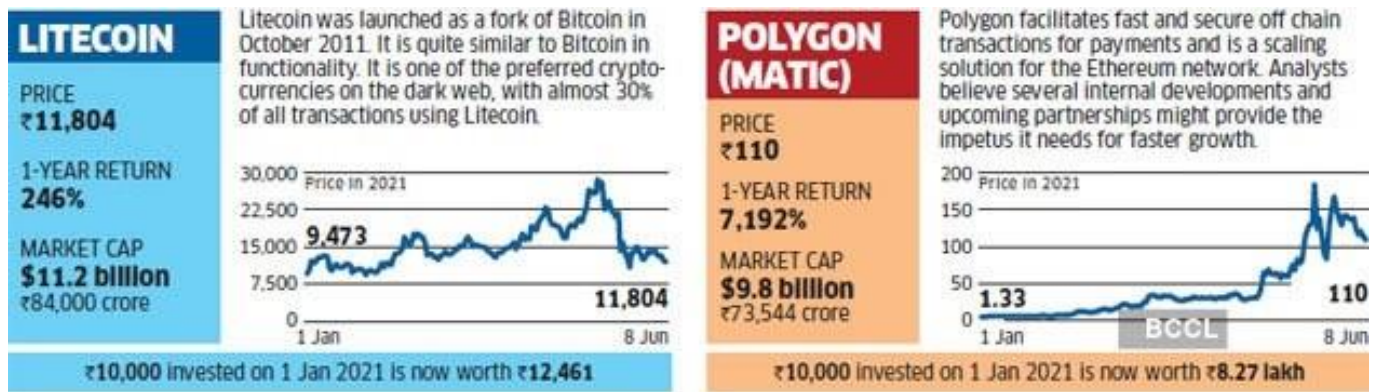 LITECOIN
PRICE
₹11,804
1-YEAR RETURN
246%
MARKET CAP
$11.2 billion
₹84,000 crore
Litecoin was launched as a fork of Bitcoin in
October 2011. It is quite similar to Bitcoin in
functionality. It is one of the preferred crypto-
currencies on the dark web, with almost 30%
of all transactions using Litecoin.
30,000
Price in 2021
22,500
15,000
9,473
7,500
11,804
0
1 Jan
8 Jun
₹10,000 invested on 1 Jan 2021 is now worth ₹12,461
POLYGON
(MATIC)
PRICE
₹110
1-YEAR RETURN
7,192%
MARKET CAP
$9.8 billion
₹73,544 crore
Polygon facilitates fast and secure off chain
transactions for payments and is a scaling
solution for the Ethereum network. Analysts
believe several internal developments and
upcoming partnerships might provide the
impetus it needs for faster growth.
200
Price in 2021
150
100
50
1.33
110
0
1 Jan
8 Jun
BCCL
₹10,000 invested on 1 Jan 2021 is now worth ₹8.27 lakh